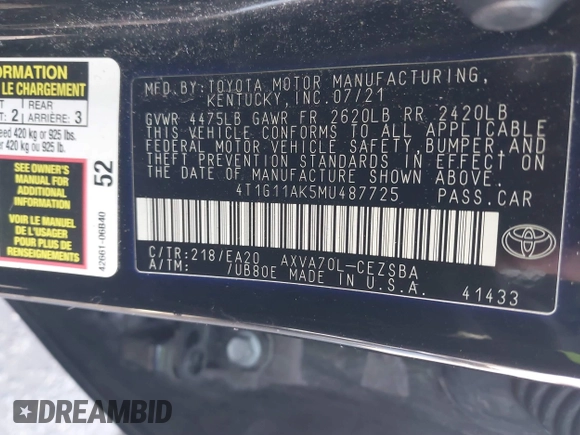 ORMATION
LE CHARGEMENT
T
REAR
: 2
ARRIÈRE: 3
eed 420 kg or 925 lbs.
r 420 kg ou 925 lb.
SEE OWNER'S
MANUAL FOR
ADDITIONAL
INFORMATION
VOIR LE MANUEL
DE L'USAGER
POUR PLUS DE
RENSEIGNEMENTS
42661-06B40
52
MFD.BY:TOYOTA MOTOR MANUFACTURING,
KENTUCKY, INC.07/21
GVWR 4475LB GAWR FR 2620LB RR 2420LB
THIS VEHICLE CONFORMS TO ALL APPLICABLE
FEDERAL MOTOR VEHICLE SAFETY,BUMPER,AND
THEFT PREVENTION STANDARDS IN EFFECT ON
THE DATE OF MANUFACTURE SHOWN ABOVE.
4T1G11AK5MU487725 PASS.CAR
C/TR:218/EA20 AXVA70L-CEZSBA
A/TM: /UB80E MADE IN U.S.A.
41433
DREAMBID